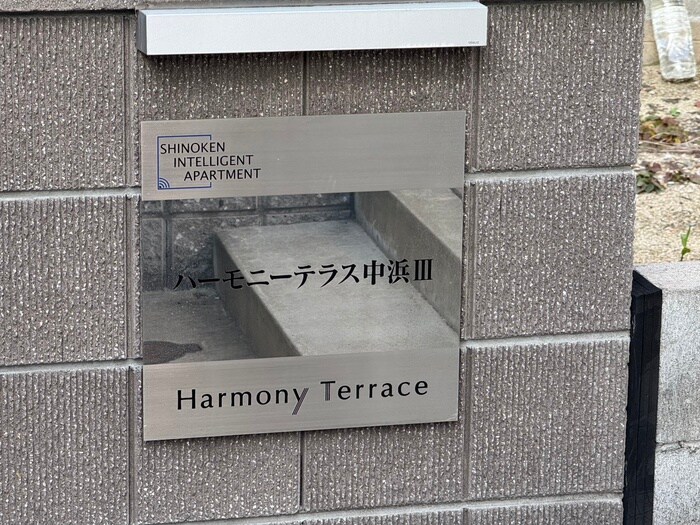 SHINOKEN
INTELLIGENT
APARTMENT
ハーモニーテラス中浜Ⅲ
Harmony Terrace